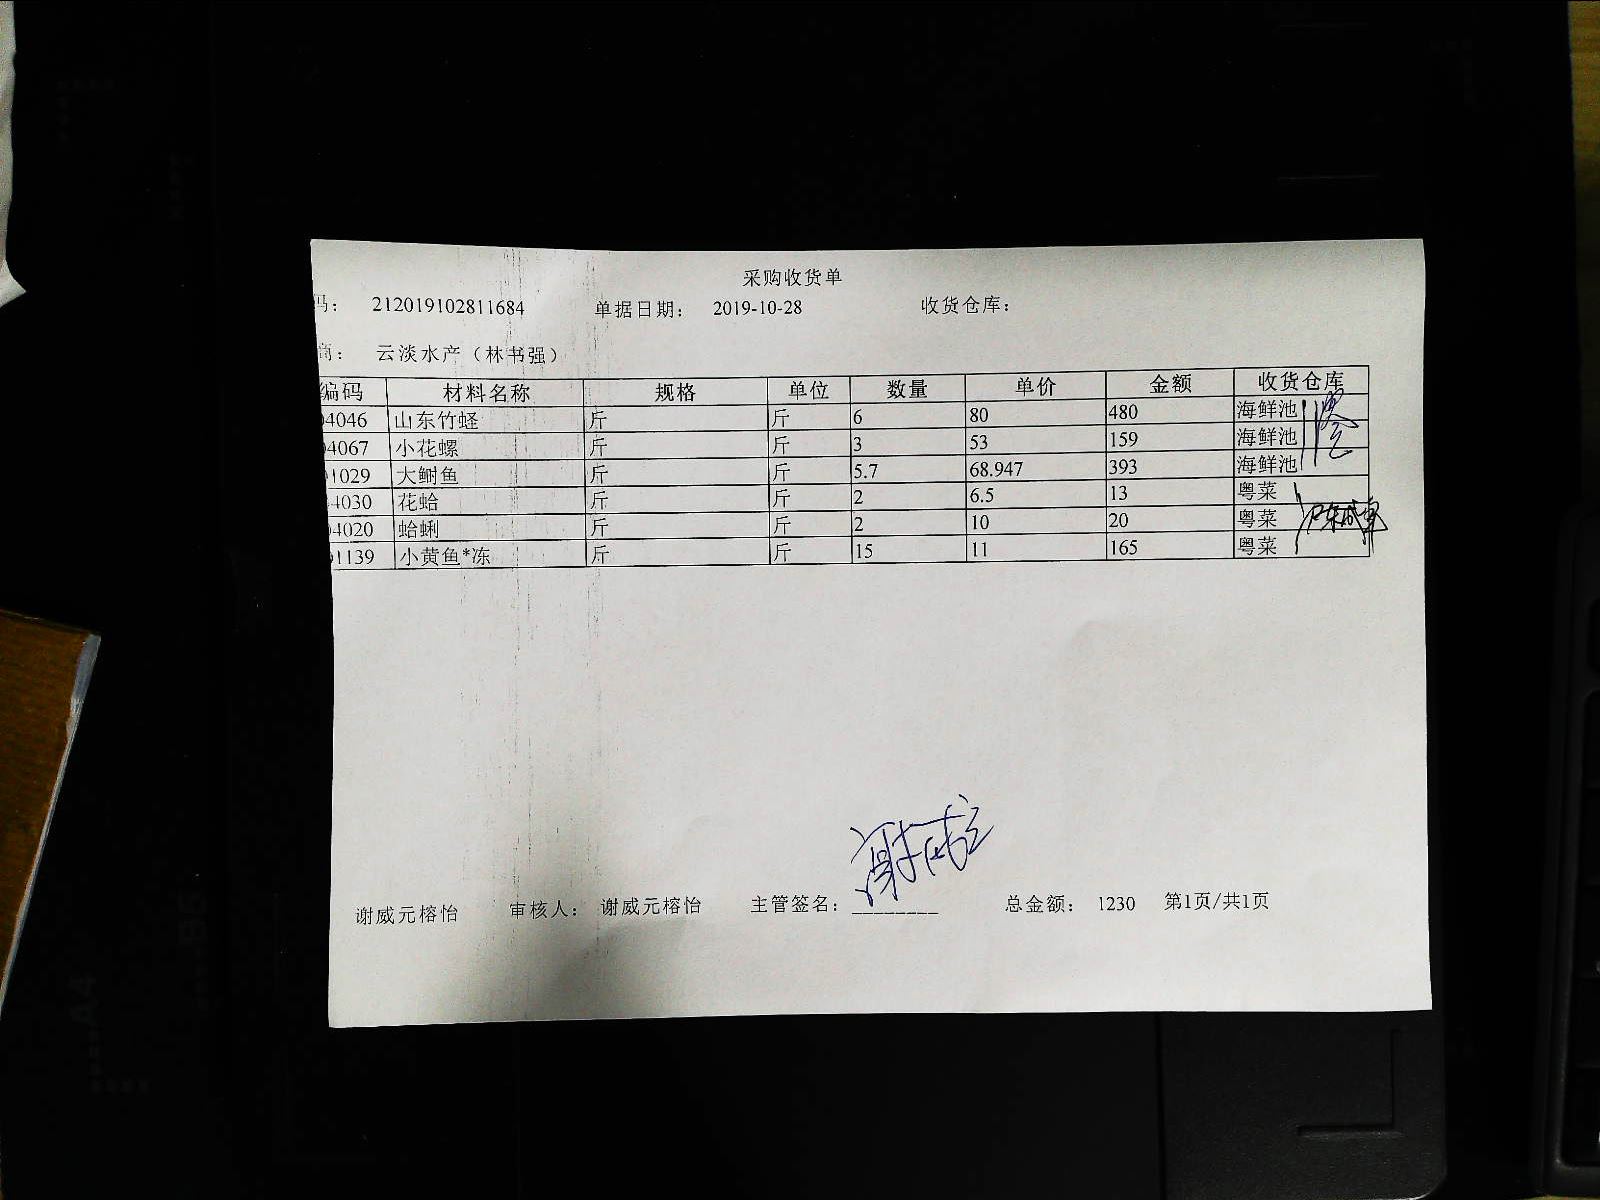 采购收货单
码： 212019102811684 单据日期： 2019-10-28 收货仓库：
商： 云淡水产（林书强）
编码 材料名称 规格 单位 数量 单价 金额 收货仓库
04046 山东竹蛏 斤 斤 6 80 480 海鲜池
04067 小花螺 斤 斤 3 53 159 海鲜池
01029 大鲥鱼 斤 斤 5.7 68.947 393 海鲜池
4030 花蛤 斤 斤 2 6.5 13 粤菜
04020 蛤蜊 斤 斤 2 10 20 粤菜
01139 小黄鱼*冻 斤 斤 15 11 165 粤菜
谢威元榕怡 审核人： 谢威元榕怡 主管签名：________ 总金额： 1230 第1页/共1页